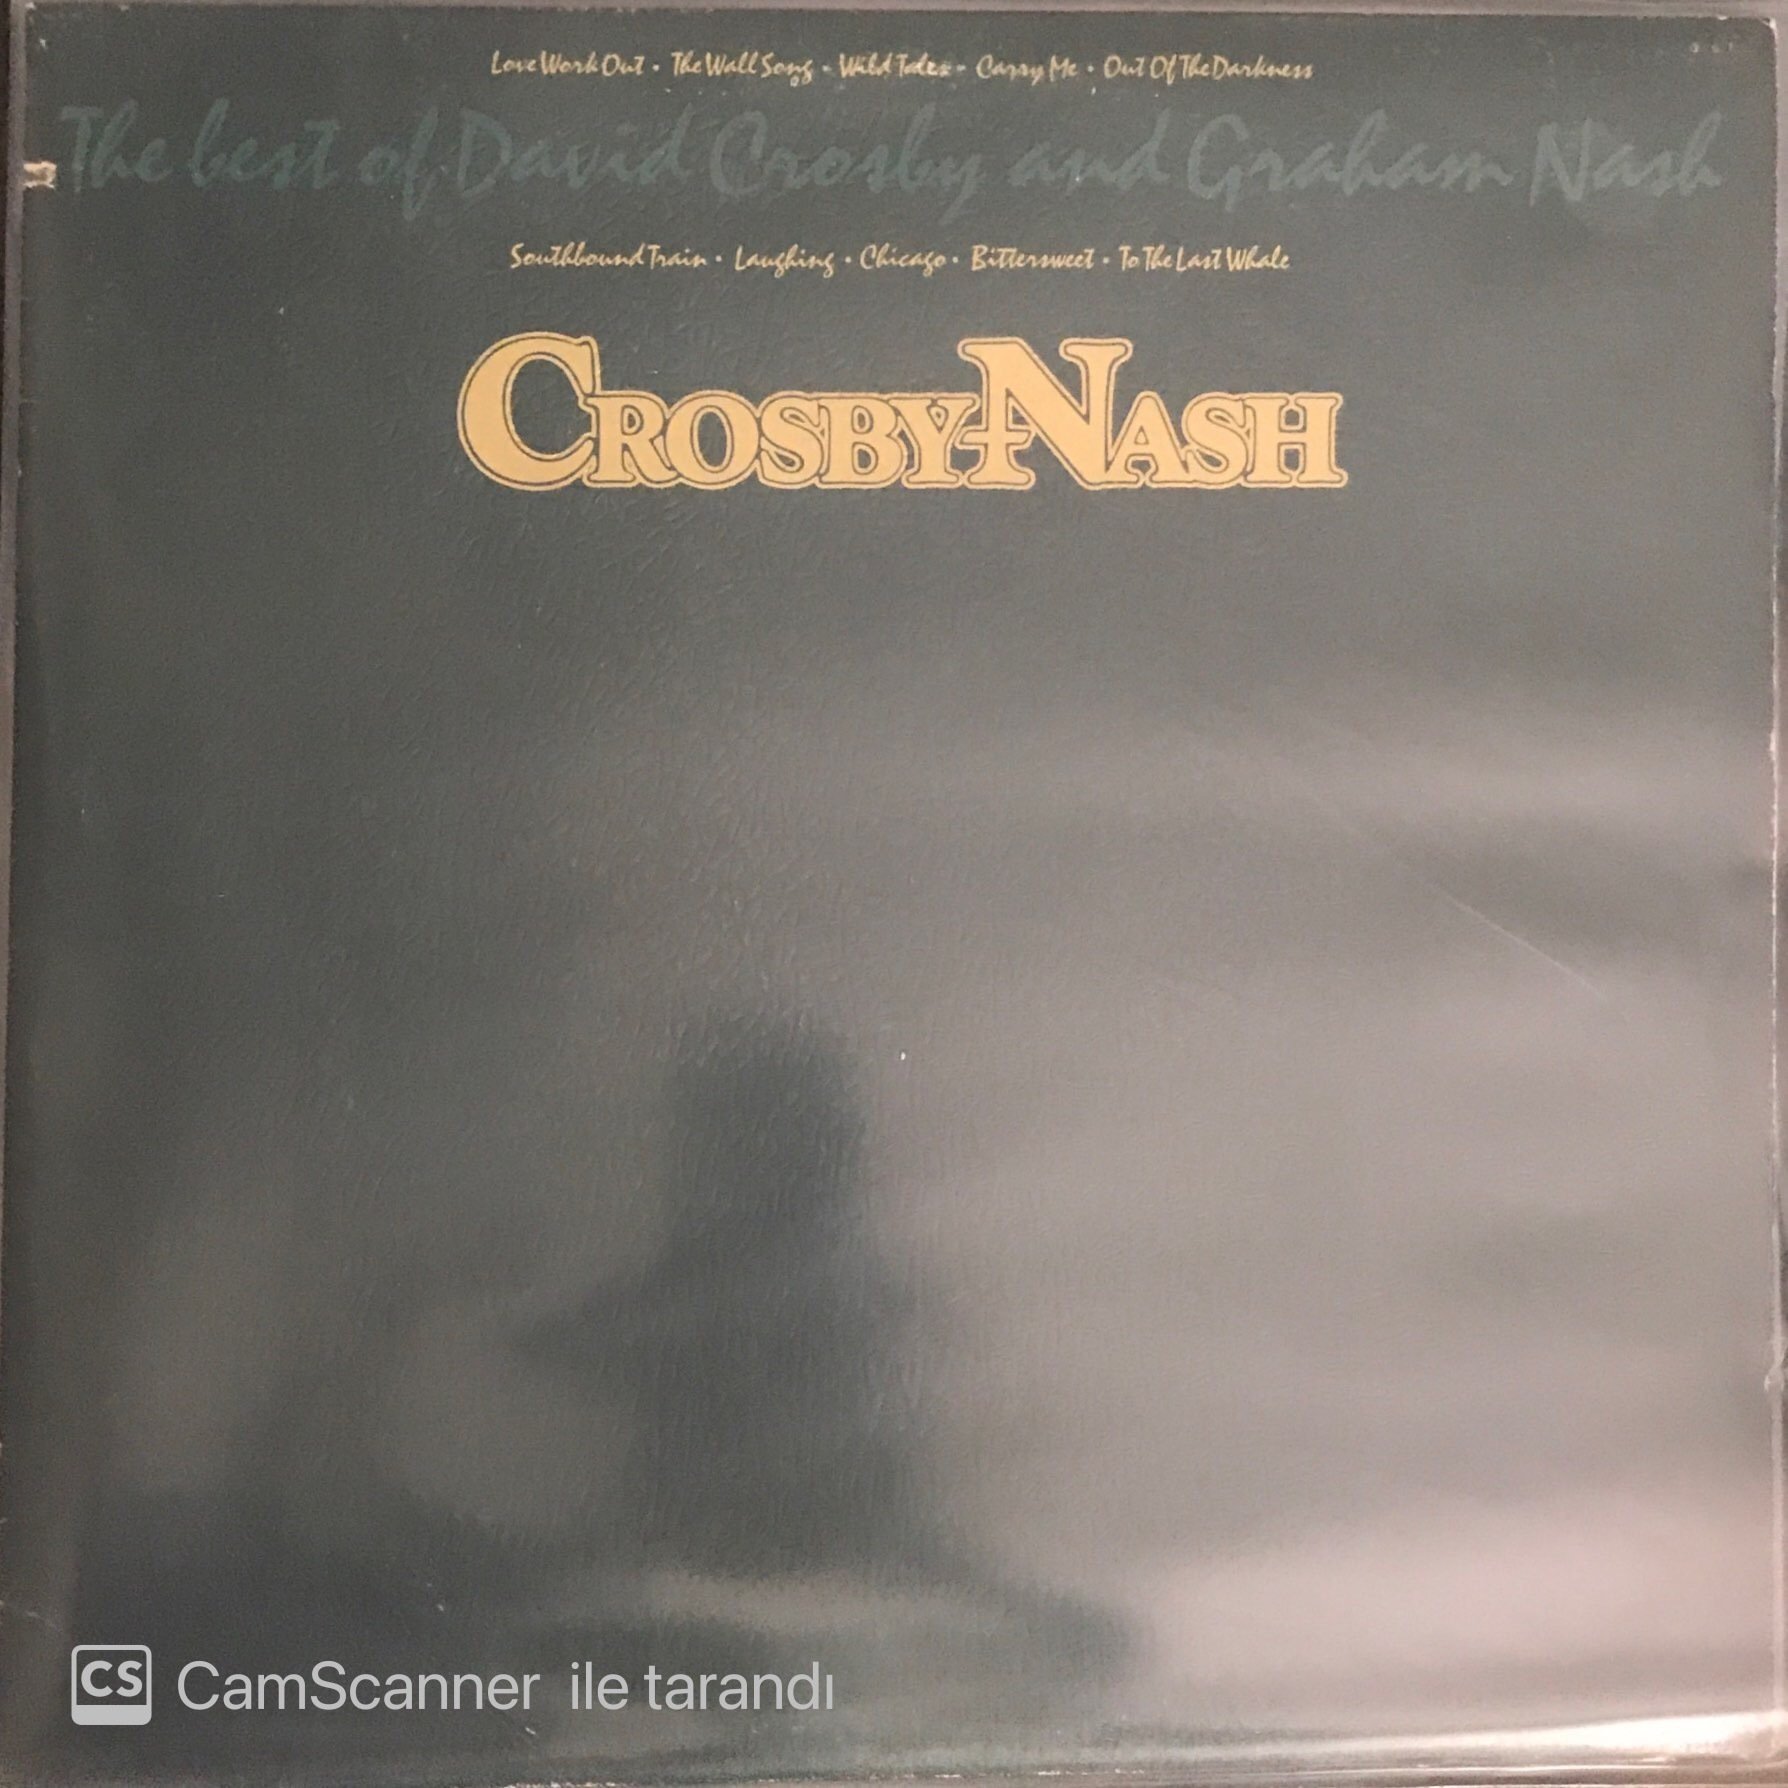 Love Work Out • The Wall Song • Wild Tales • Carry Me • Out Of The Darkness
The best of David Crosby and Graham Nash
Southbound Train • Laughing • Chicago • Bittersweet • To The Last Whale
CROSBY-NASH
CS CamScanner ile tarandı